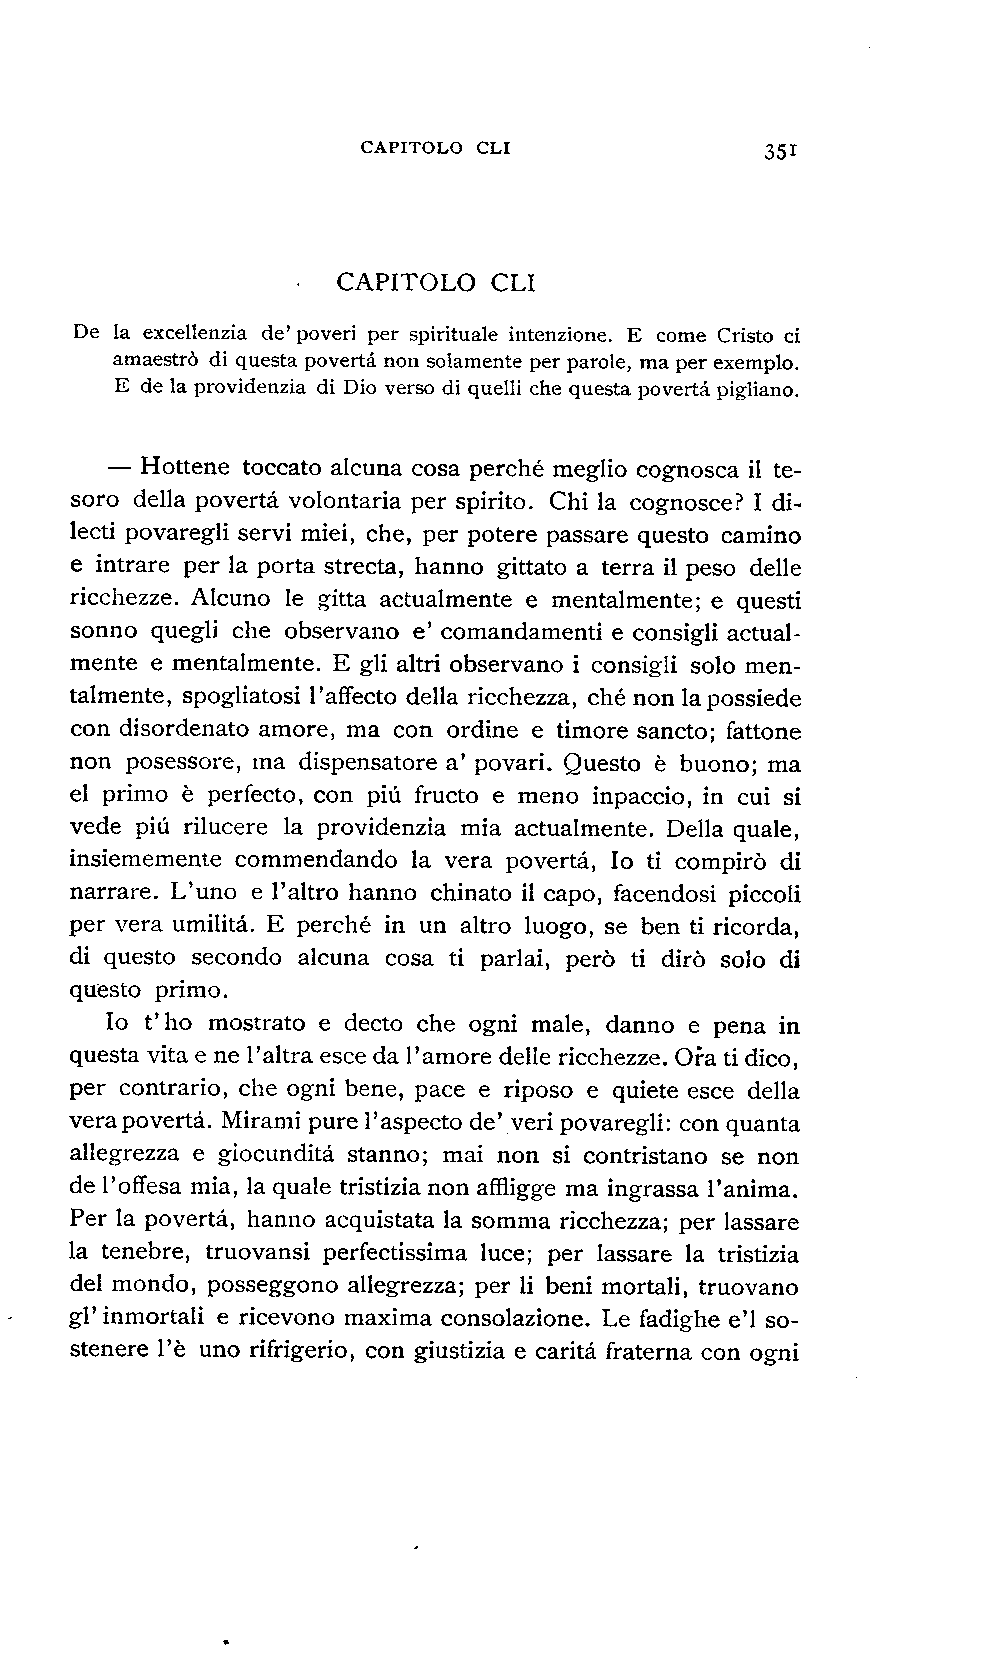 CAPITOLO CLI 351
CAPITOLO CLI
De la excellenzia de' poveri per spirituale intenzione. E come Cristo ci
amaestrò di questa povertá non solamente per parole, ma per exemplo.
E de la providenzia di Dio verso di quelli che questa povertá pigliano.
— Hottene toccato alcuna cosa perché meglio cognosca il te-
soro della povertá volontaria per spirito. Chi la cognosce? I di-
lecti povaregli servi miei, che, per potere passare questo camino
e intrare per la porta strecta, hanno gittato a terra il peso delle
ricchezze. Alcuno le gitta actualmente e mentalmente; e questi
sonno quegli che observano e' comandamenti e consigli actual-
mente e mentalmente. E gli altri observano i consigli solo men-
talmente, spogliatosi l'affecto della ricchezza, ché non la possiede
con disordenato amore, ma con ordine e timore sancto; fattone
non posessore, ma dispensatore a' povari. Questo è buono; ma
el primo è perfecto, con piú fructo e meno inpaccio, in cui si
vede piú rilucere la providenzia mia actualmente. Della quale,
insiememente commendando la vera povertá, Io ti compirò di
narrare. L'uno e l'altro hanno chinato il capo, facendosi piccoli
per vera umilitá. E perché in un altro luogo, se ben ti ricorda,
di questo secondo alcuna cosa ti parlai, però ti dirò solo di
questo primo.
Io t'ho mostrato e decto che ogni male, danno e pena in
questa vita e ne l'altra esce da l'amore delle ricchezze. Ora ti dico,
per contrario, che ogni bene, pace e riposo e quiete esce della
vera povertá. Mirami pure l'aspecto de' veri povaregli: con quanta
allegrezza e giocunditá stanno; mai non si contristano se non
de l'offesa mia, la quale tristizia non affligge ma ingrassa l'anima.
Per la povertá, hanno acquistata la somma ricchezza; per lassare
la tenebre, truovansi perfectissima luce; per lassare la tristizia
del mondo, posseggono allegrezza; per li beni mortali, truovano
gl' inmortali e ricevono maxima consolazione. Le fadighe e'l so-
stenere l'è uno rifrigerio, con giustizia e caritá fraterna con ogni